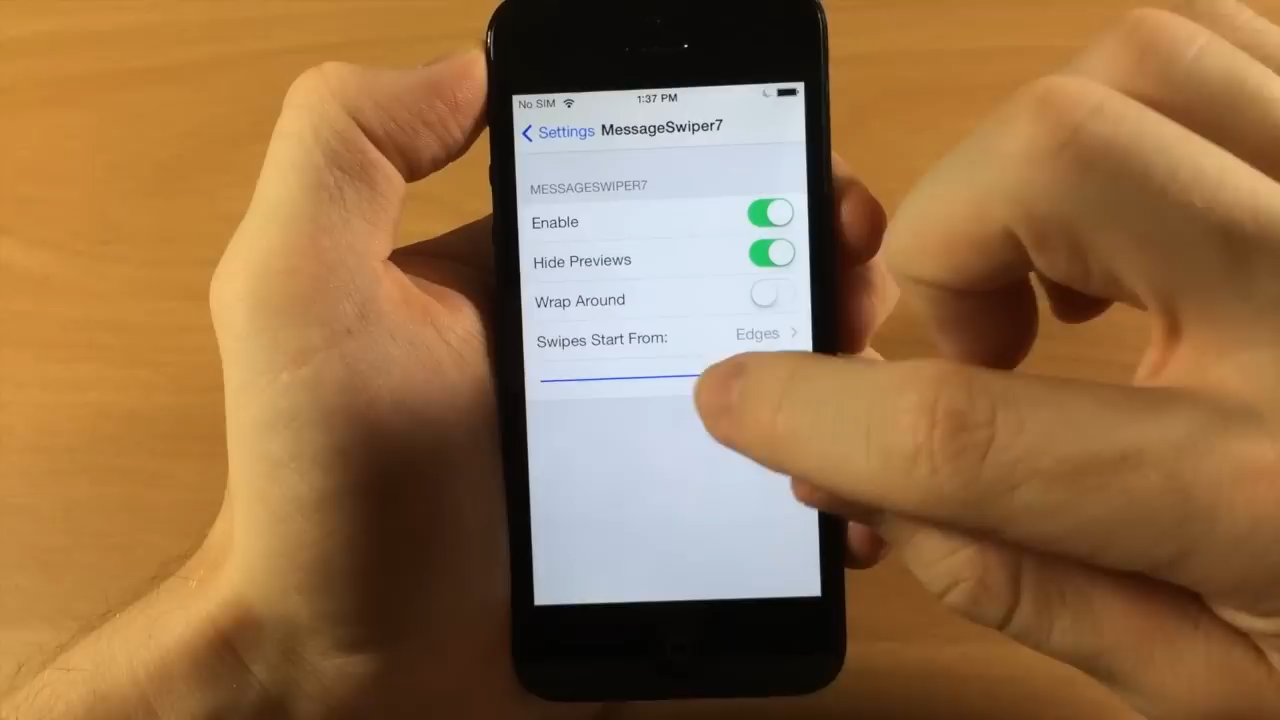 No SIM 1:37 PM
Settings MessageSwiper7
MESSAGESWIPER7
Enable
Hide Previews
Wrap Around
Swipes Start From: Edges